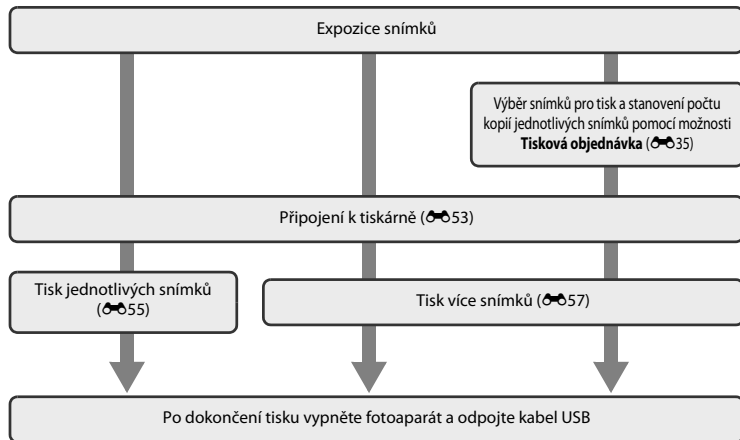 Expozice snímků
Výběr snímků pro tisk a stanovení počtu
kopií jednotlivých snímků pomocí možnosti
Tisková objednávka (35)
Připojení k tiskárně (53)
Tisk jednotlivých snímků
(55)
Tisk více snímků (57)
Po dokončení tisku vypněte fotoaparát a odpojte kabel USB